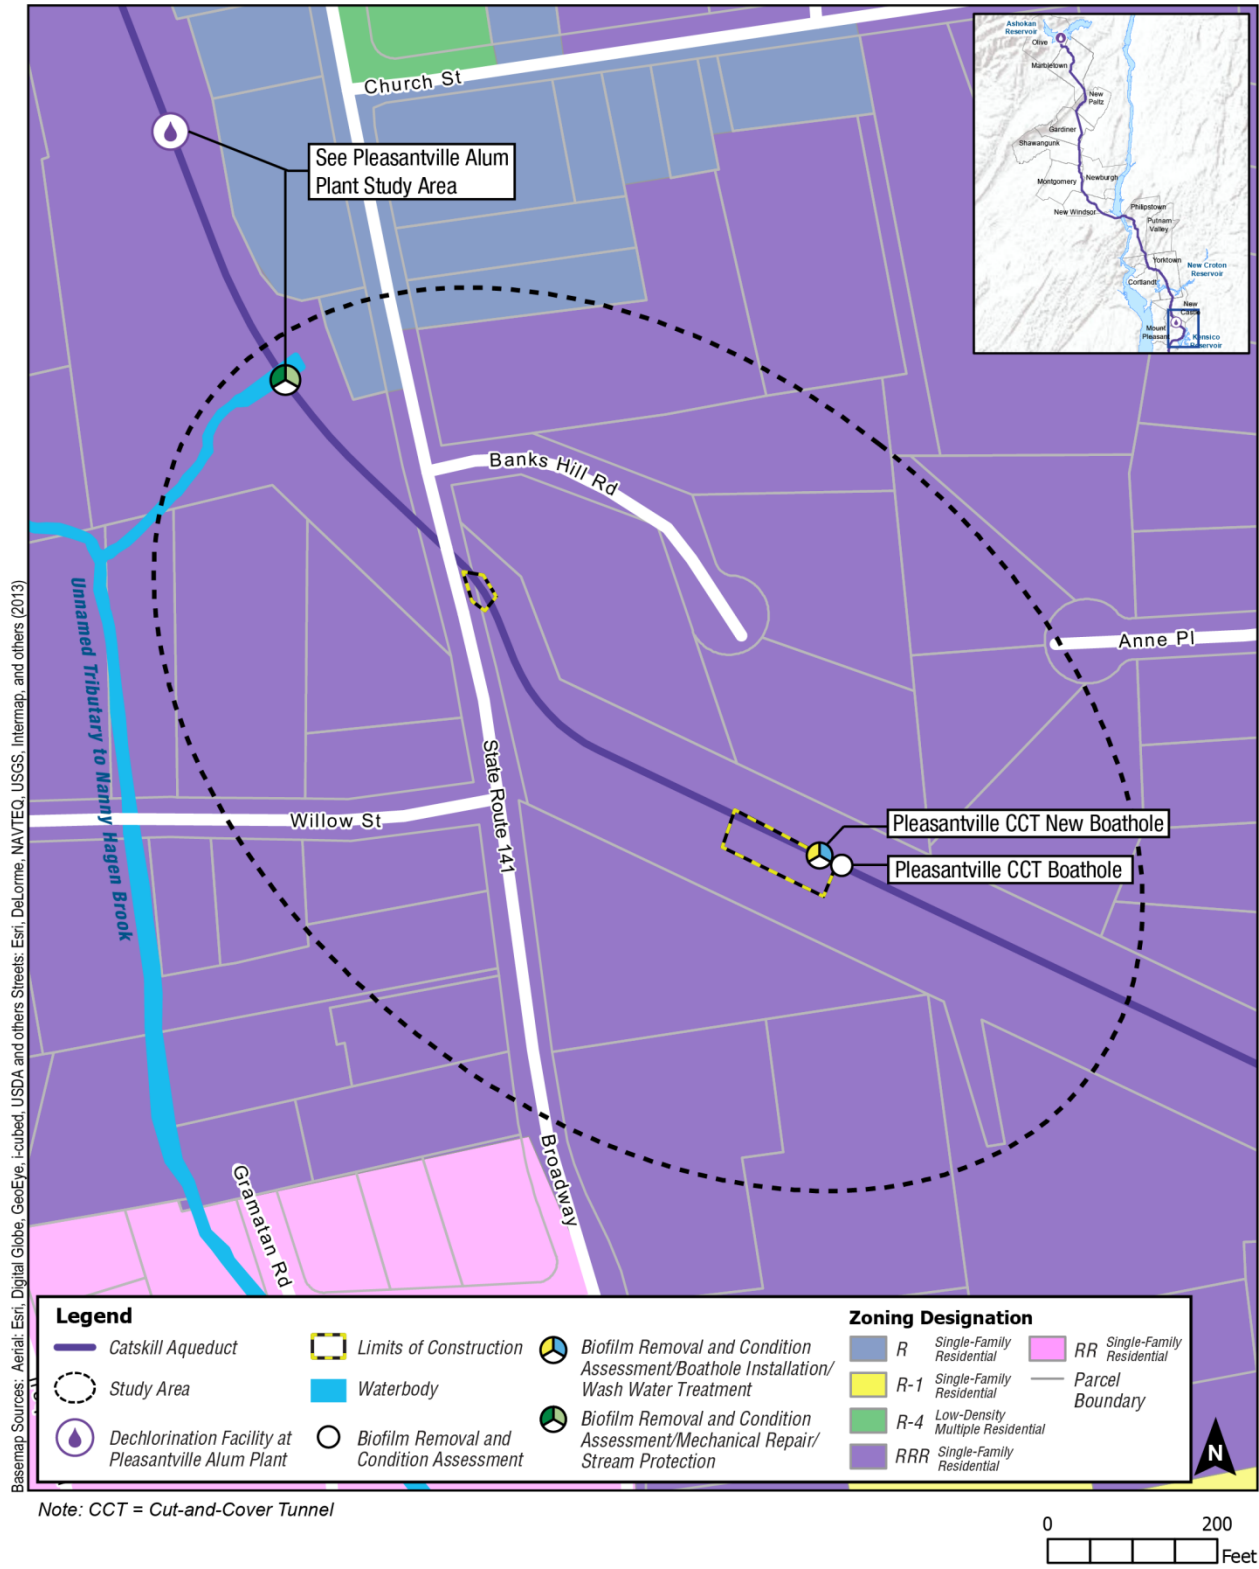 Church St
See Pleasantville Alum
Plant Study Area
Ashokan
Reservoir
Olive
Marbletown
New
Paltz
Gardiner
Shawangunk
Montgomery
Newburgh
New Windsor
Philipstown
Putnam
Valley
Yorktown
New Croton
Reservoir
Cortlandt
New
Castle
Mount
Pleasant
Kensico
Reservoir
Banks Hill Rd
Anne Pl
Unnamed Tributary to Nanny Hagen Brook
State Route 141
Willow St
Pleasantville CCT New Boathole
Pleasantville CCT Boathole
Broadway
Gramatan Rd
Basemap Sources: Aerial: Esri, Digital Globe, GeoEye, i-cubed, USDA and others Streets: Esri, DeLorme, NAVTEQ, USGS, Intermap, and others (2013)
Legend
Catskill Aqueduct
Study Area
Dechlorination Facility at
Pleasantville Alum Plant
Limits of Construction
Waterbody
Biofilm Removal and
Condition Assessment
Biofilm Removal and Condition
Assessment/Boathole Installation/
Wash Water Treatment
Biofilm Removal and Condition
Assessment/Mechanical Repair/
Stream Protection
Zoning Designation
R Single-Family
Residential
R-1 Single-Family
Residential
R-4 Low-Density
Multiple Residential
RRR Single-Family
Residential
RR Single-Family
Residential
Parcel
Boundary
N
Note: CCT = Cut-and-Cover Tunnel
0 200
Feet